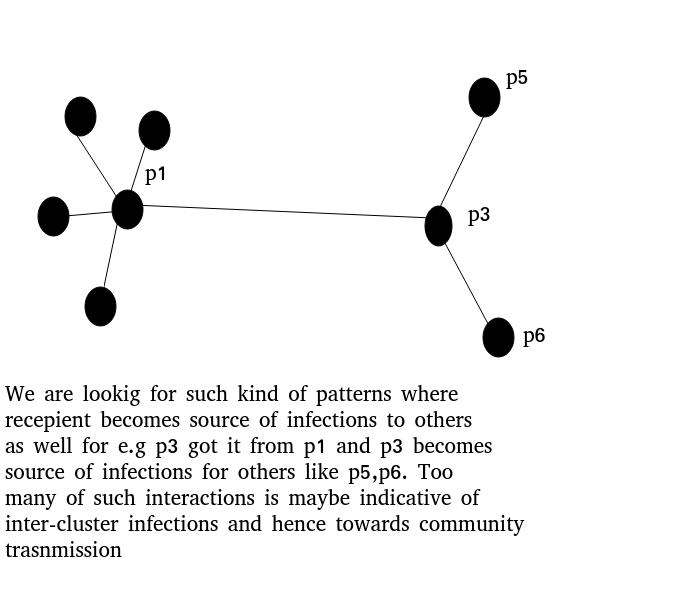 p5
p1
p3
p6
We are lookig for such kind of patterns where
recepient becomes source of infections to others
as well for e.g p3 got it from p1 and p3 becomes
source of infections for others like p5,p6. Too
many of such interactions is maybe indicative of
inter-cluster infections and hence towards community
trasnmission